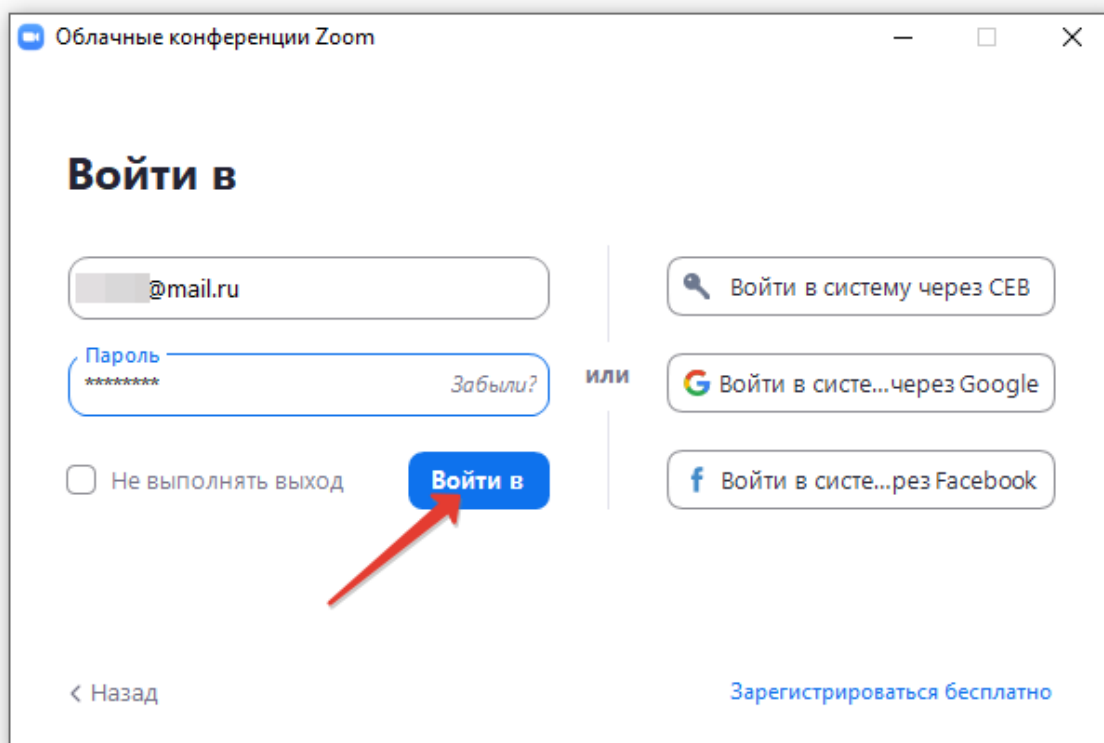 Облачные конференции Zoom
Войти в
@mail.ru
Пароль
********
Забыли?
Не выполнять выход
Войти в
или
Войти в систему через СЕВ
Войти в систе...через Google
Войти в систе...рез Facebook
Назад
Зарегистрироваться бесплатно